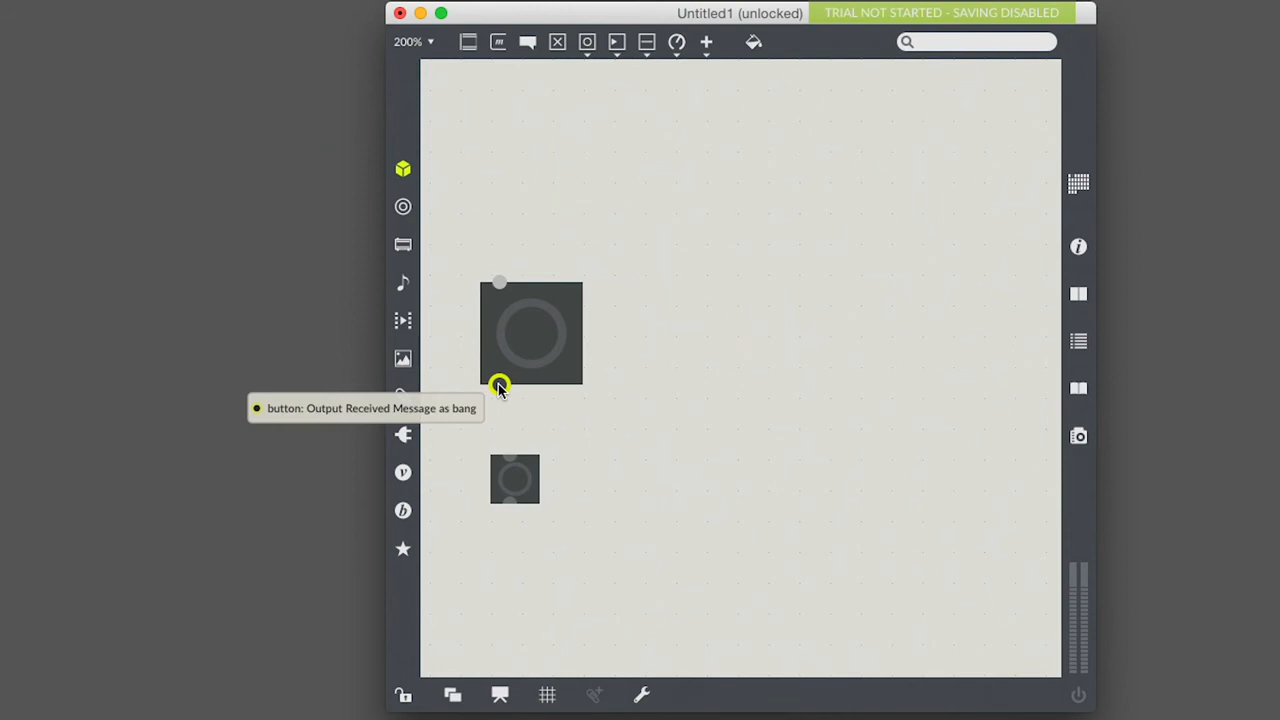 Untitled1 (unlocked)
TRIAL NOT STARTED - SAVING DISABLED
200%
m
button: Output Received Message as bang
v
b